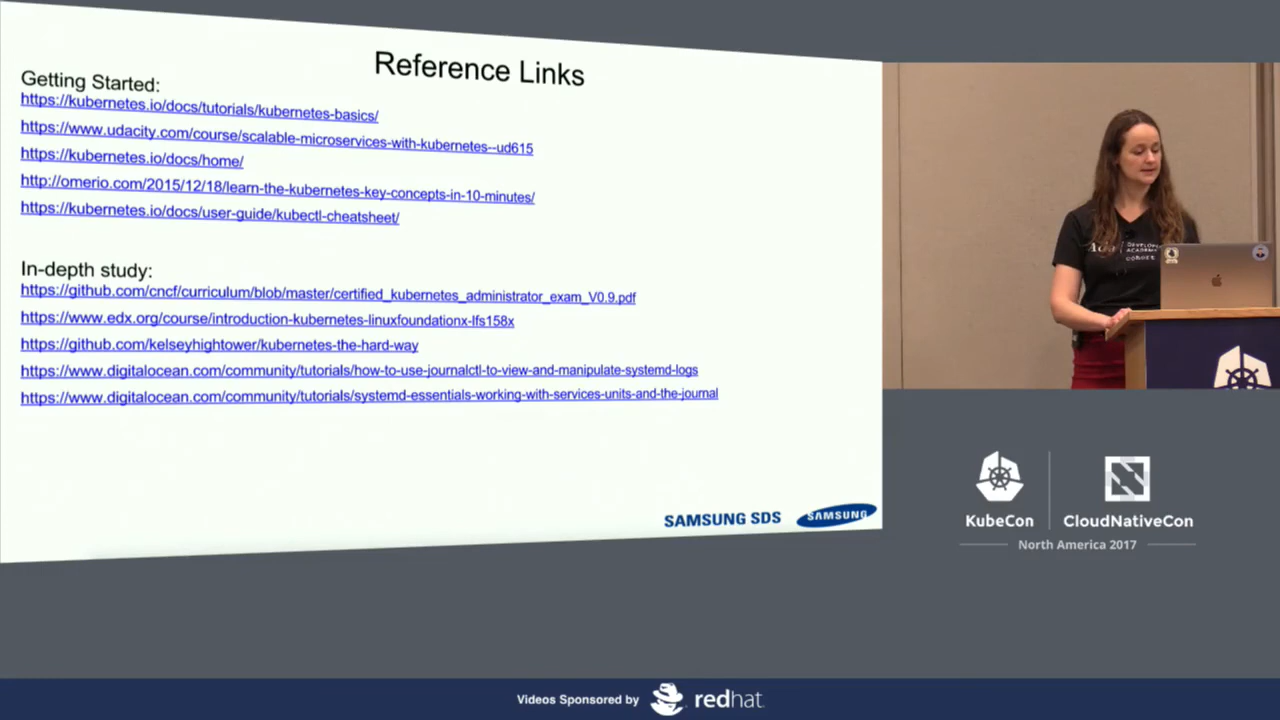 Reference Links
Getting Started:
https://kubernetes.io/docs/tutorials/kubernetes-basics/
https://www.udacity.com/course/scalable-microservices-with-kubernetes--ud615
https://kubernetes.io/docs/home/
http://omerio.com/2015/12/18/learn-the-kubernetes-key-concepts-in-10-minutes/
https://kubernetes.io/docs/user-guide/kubectl-cheatsheet/
In-depth study:
https://github.com/cncf/curriculum/blob/master/certified_kubernetes_administrator_exam_V0.9.pdf
https://www.edx.org/course/introduction-kubernetes-linuxfoundationx-lfs158x
https://github.com/kelseyhightower/kubernetes-the-hard-way
https://www.digitalocean.com/community/tutorials/how-to-use-journalctl-to-view-and-manipulate-systemd-logs
https://www.digitalocean.com/community/tutorials/systemd-essentials-working-with-services-units-and-the-journal
SAMSUNG SDS
SAMSUNG
KubeCon
CloudNativeCon
North America 2017
Videos Sponsored by
redhat.